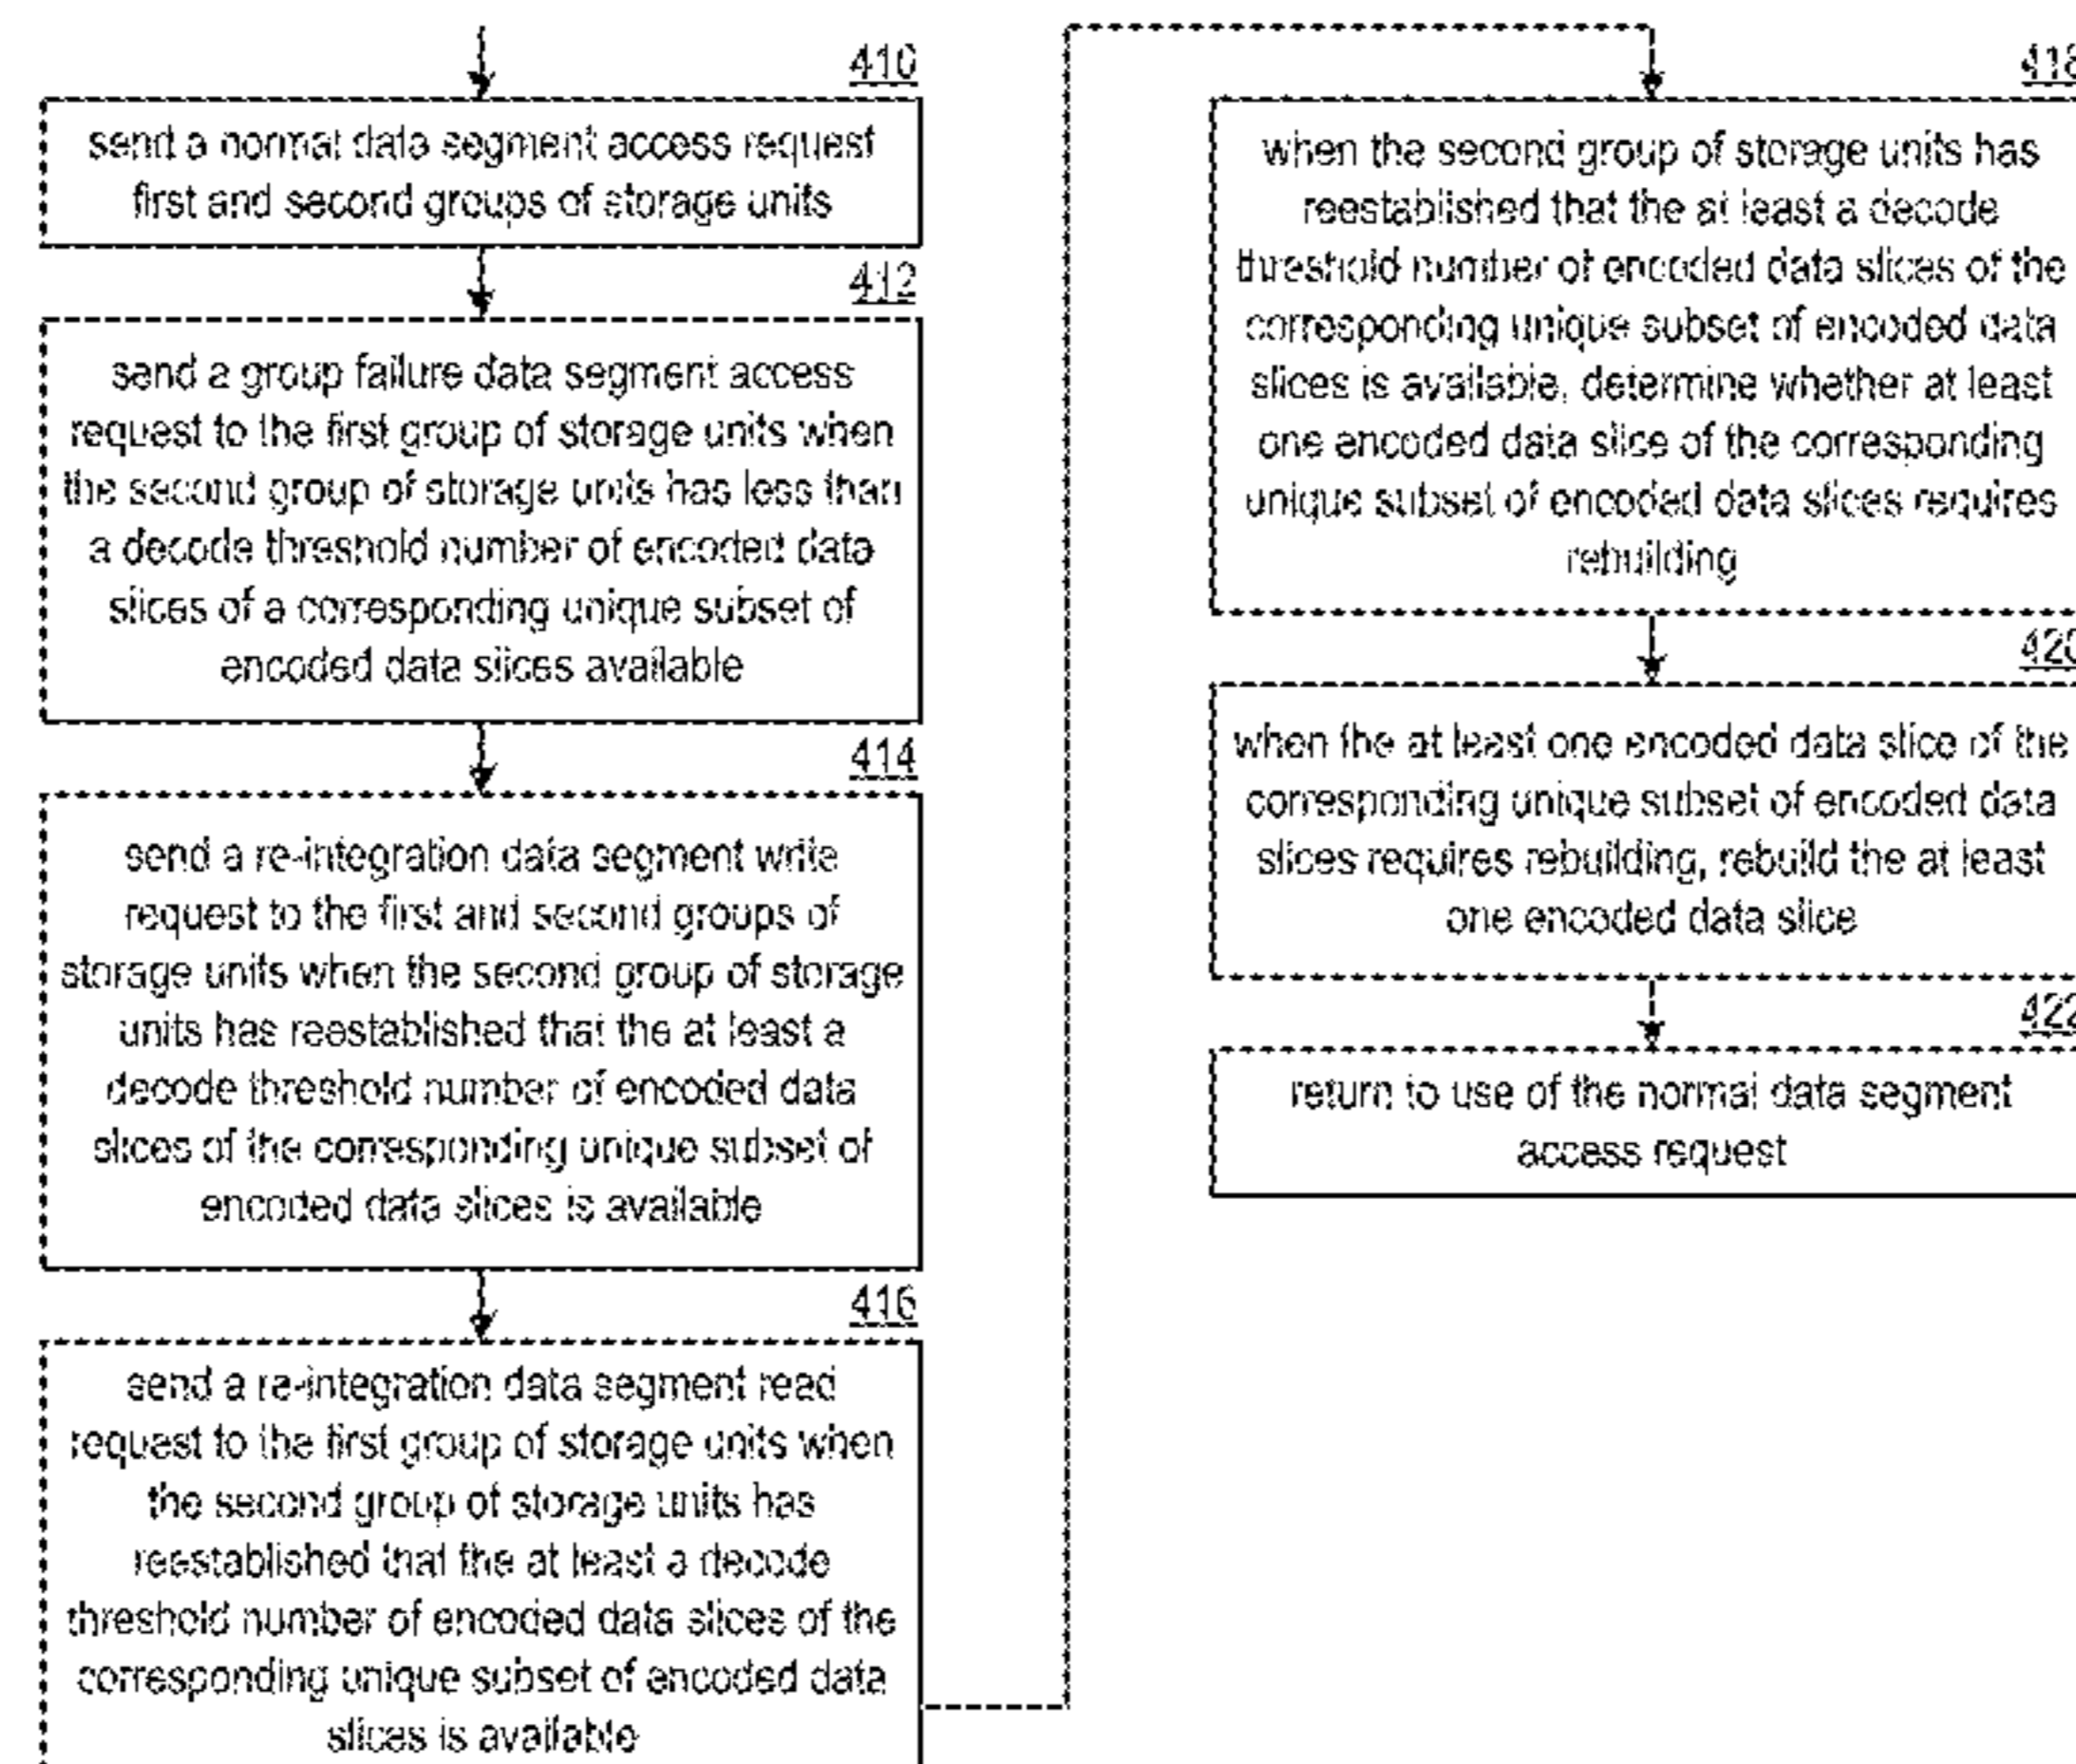 410
send a normal data segment access request
first and second groups of storage units
412
send a group failure data segment access
request to the first group of storage units when
the second group of storage units has less than
a decode threshold number of encoded data
slices of a corresponding unique subset of
encoded data slices available
414
send a re-integration data segment write
request to the first and second groups of
storage units when the second group of storage
units has reestablished that the at least a
decode threshold number of encoded data
slices of the corresponding unique subset of
encoded data slices is available
416
send a re-integration data segment read
request to the first group of storage units when
the second group of storage units has
reestablished that the at least a decode
threshold number of encoded data slices of the
corresponding unique subset of encoded data
slices is available
418
when the second group of storage units has
reestablished that the at least a decode
threshold number of encoded data slices of the
corresponding unique subset of encoded data
slices is available, determine whether at least
one encoded data slice of the corresponding
unique subset of encoded data slices requires
rebuilding
420
when the at least one encoded data slice of the
corresponding unique subset of encoded data
slices requires rebuilding, rebuild the at least
one encoded data slice
422
return to use of the normal data segment
access request